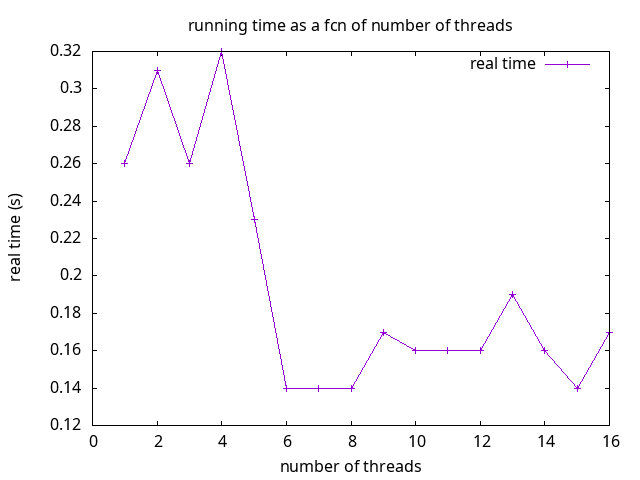 running time as a fcn of number of threads
real time
0.32
0.3
0.28
0.26
0.24
0.22
0.2
0.18
0.16
0.14
0.12
real time (s)
0 2 4 6 8 10 12 14 16
number of threads